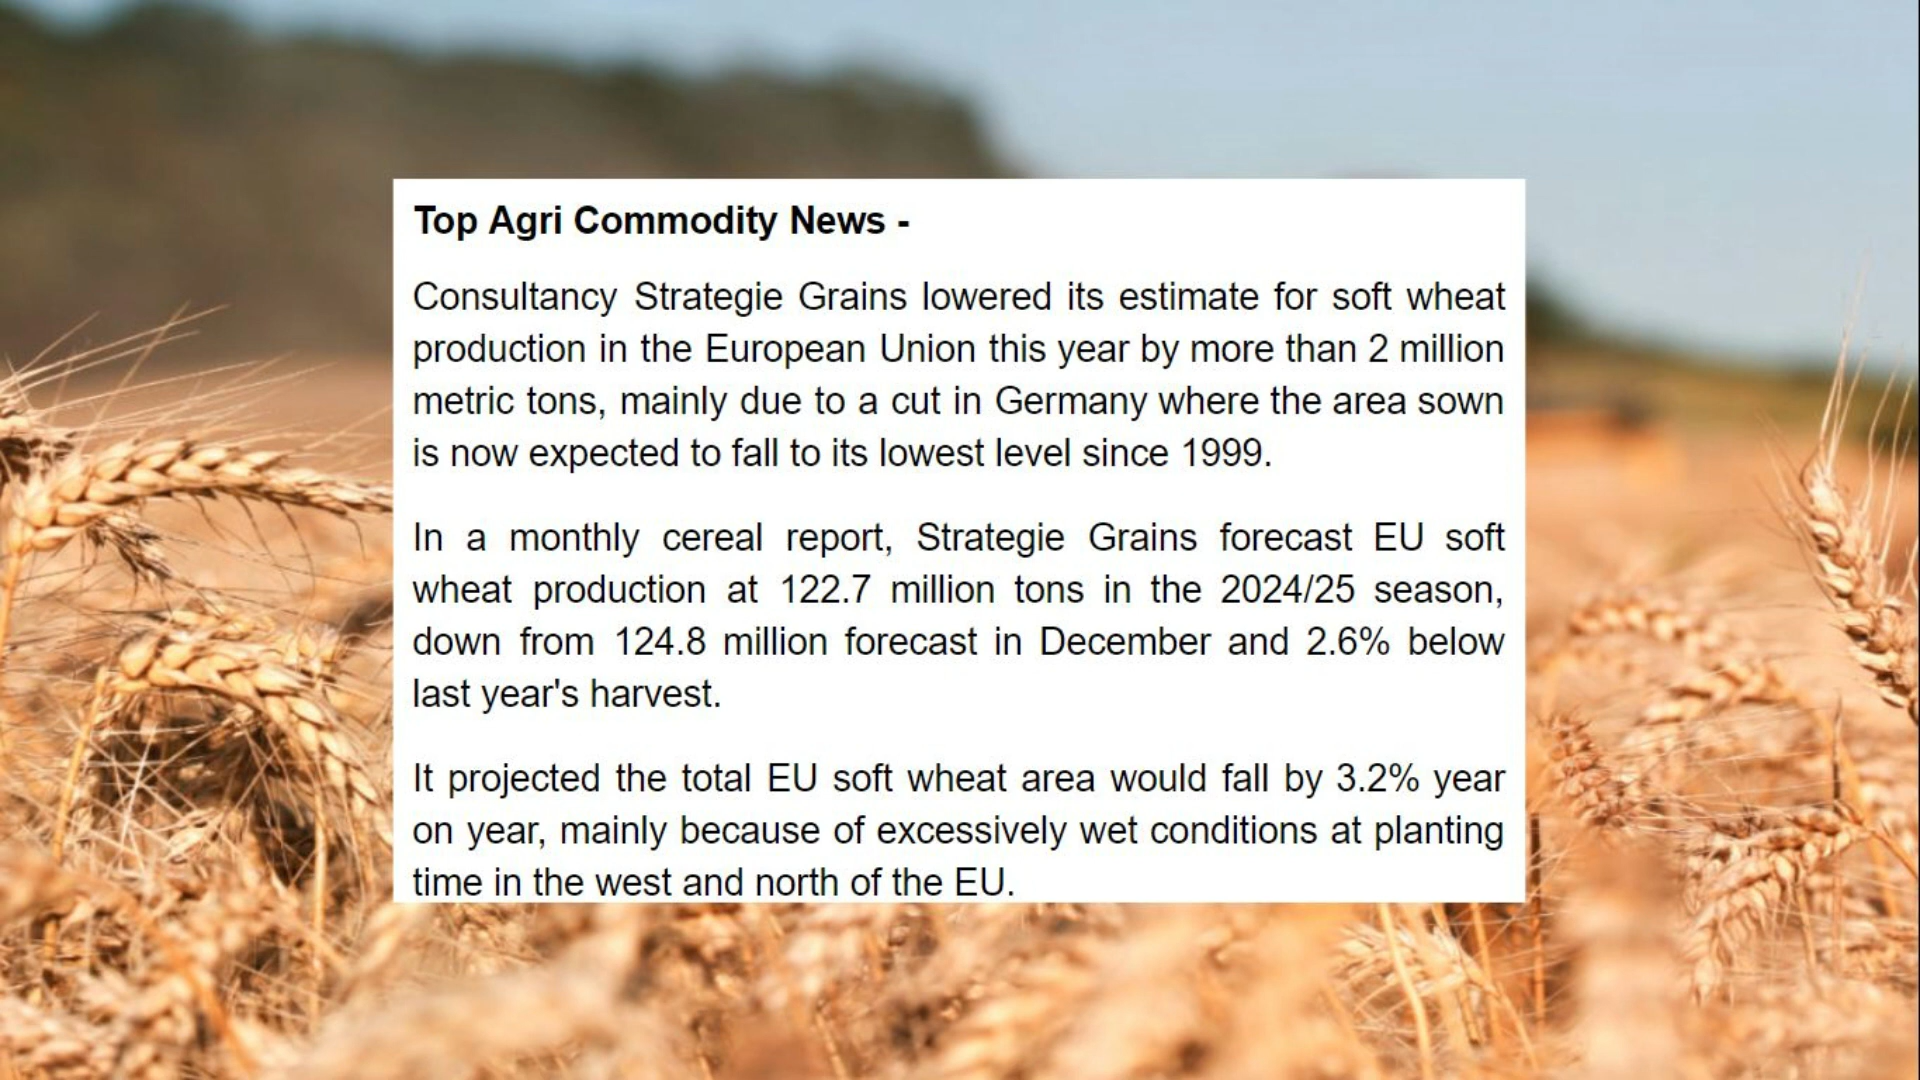 Top Agri Commodity News -
Consultancy Strategie Grains lowered its estimate for soft wheat
production in the European Union this year by more than 2 million
metric tons, mainly due to a cut in Germany where the area sown
is now expected to fall to its lowest level since 1999.
In a monthly cereal report, Strategie Grains forecast EU soft
wheat production at 122.7 million tons in the 2024/25 season,
down from 124.8 million forecast in December and 2.6% below
last year's harvest.
It projected the total EU soft wheat area would fall by 3.2% year
on year, mainly because of excessively wet conditions at planting
time in the west and north of the EU.